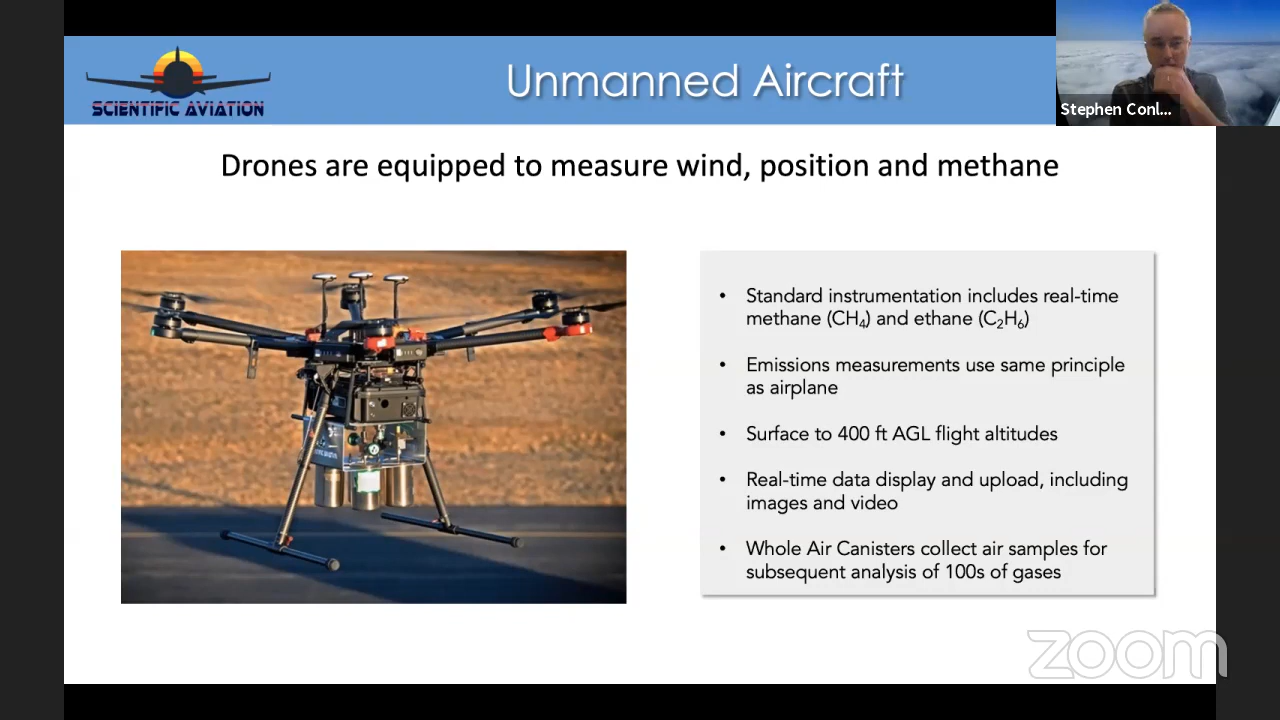 SCIENTIFIC AVIATION
Unmanned Aircraft
Stephen Conl...
Drones are equipped to measure wind, position and methane
• Standard instrumentation includes real-time
methane (CH₄) and ethane (C₂H₆)
• Emissions measurements use same principle
as airplane
• Surface to 400 ft AGL flight altitudes
• Real-time data display and upload, including
images and video
• Whole Air Canisters collect air samples for
subsequent analysis of 100s of gases
zoom